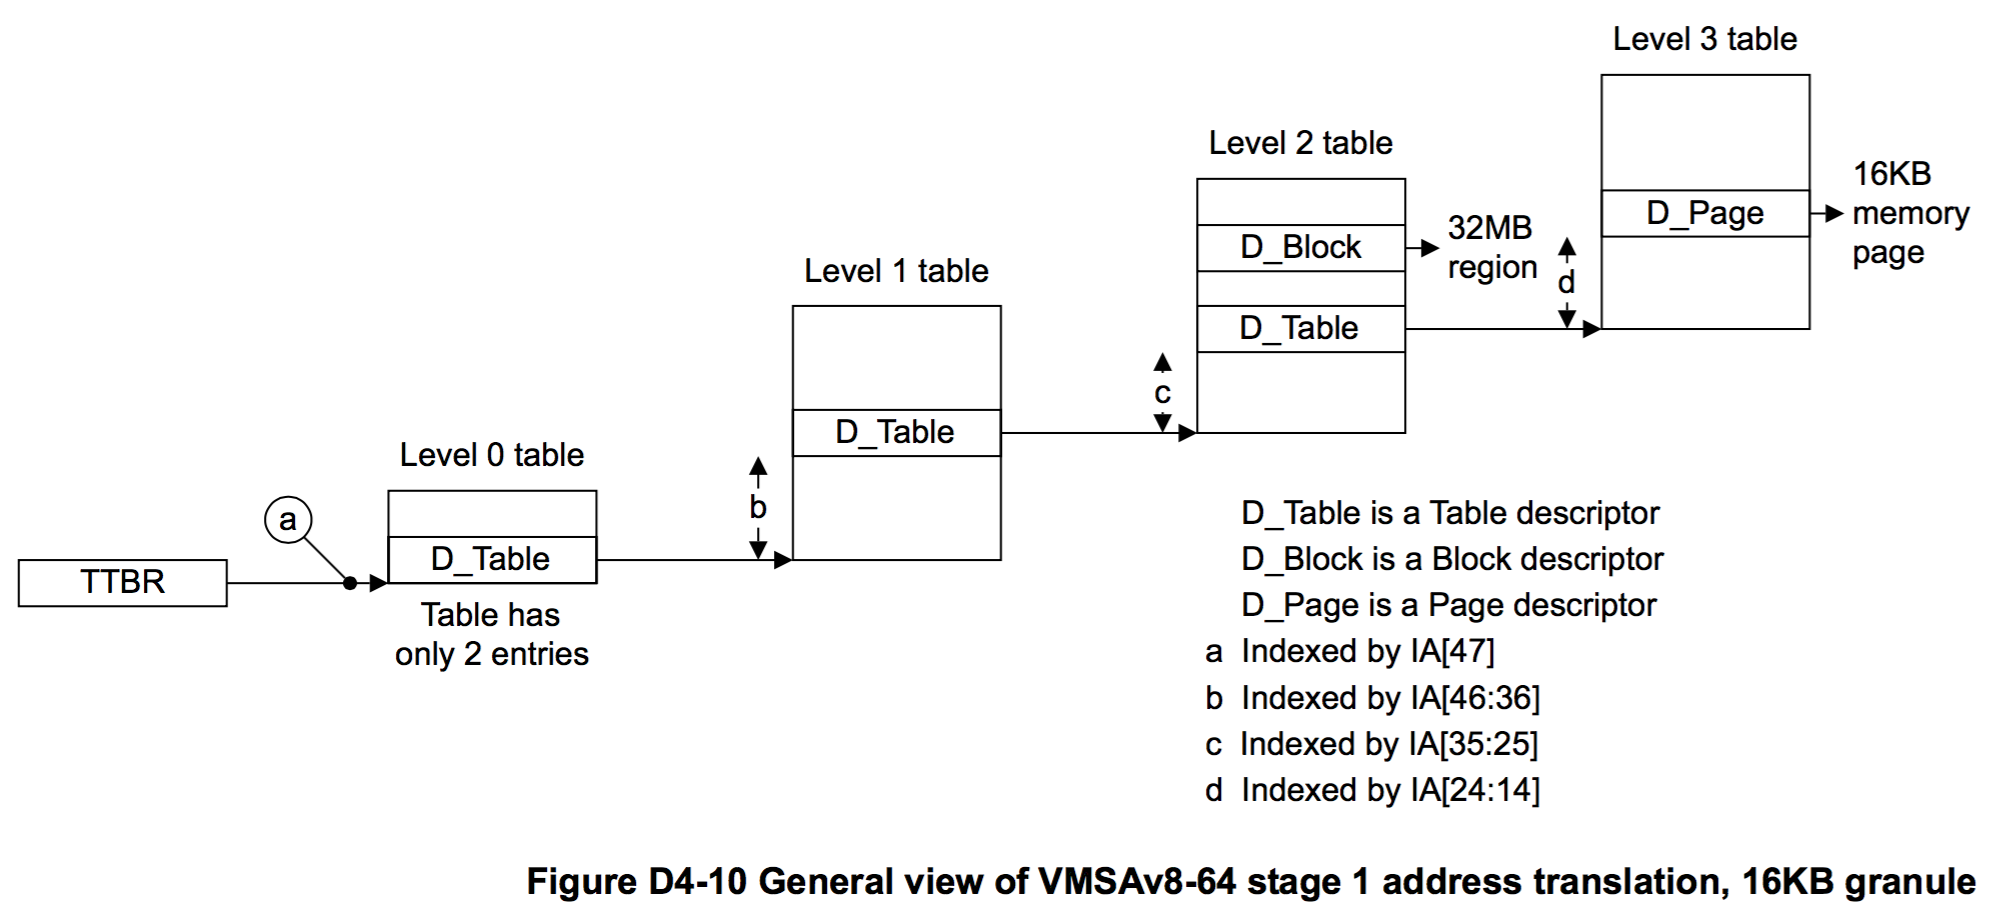 Level 3 table
Level 2 table
16KB
memory
page
D_Page
32MB
region
D_Block
d
Level 1 table
D_Table
c
D_Table
Level 0 table
b
a
D_Table
TTBR
Table has
only 2 entries
D_Table is a Table descriptor
D_Block is a Block descriptor
D_Page is a Page descriptor
a Indexed by IA[47]
b Indexed by IA[46:36]
c Indexed by IA[35:25]
d Indexed by IA[24:14]
Figure D4-10 General view of VMSAv8-64 stage 1 address translation, 16KB granule